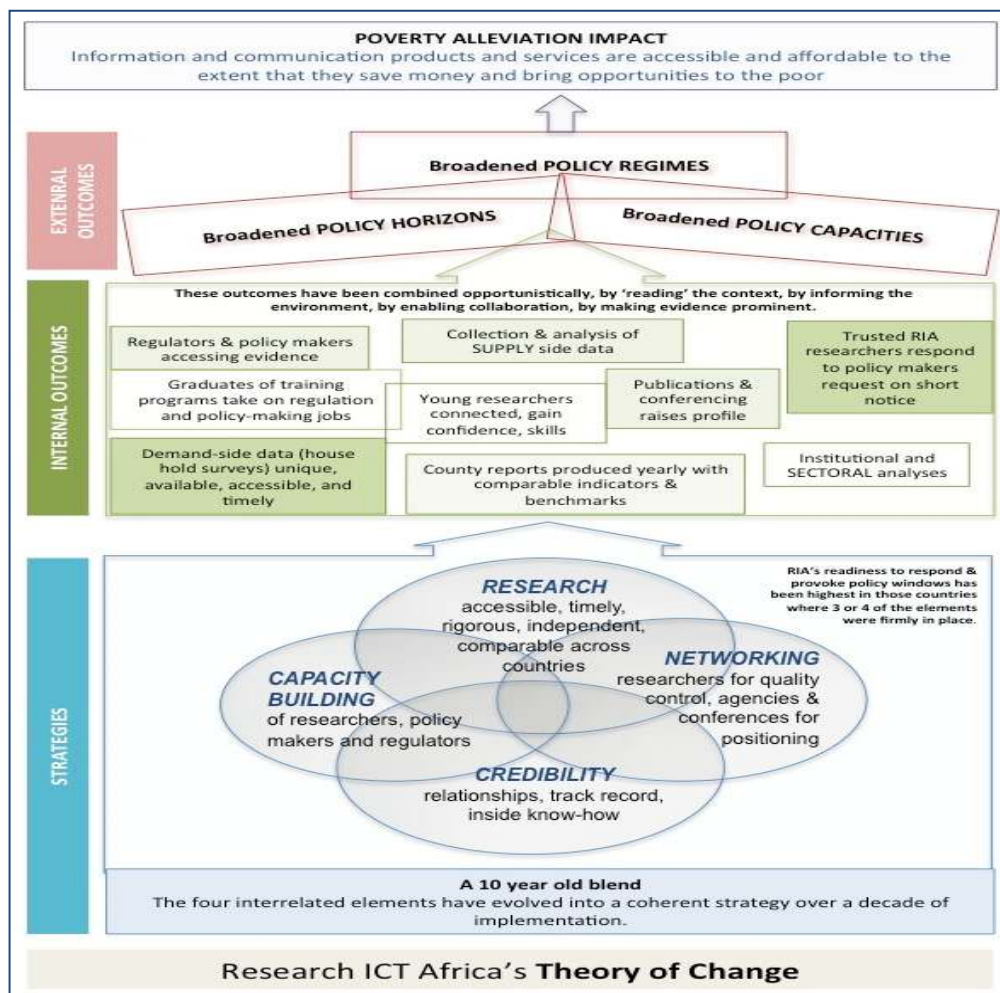 POVERTY ALLEVIATION IMPACT
Information and communication products and services are accessible and affordable to the
extent that they save money and bring opportunities to the poor
EXTENRAL
OUTCOMES
Broadened POLICY REGIMES
Broadened POLICY HORIZONS
Broadened POLICY CAPACITIES
INTERNAL OUTCOMES
These outcomes have been combined opportunistically, by ‘reading’ the context, by informing the
environment, by enabling collaboration, by making evidence prominent.
Regulators & policy makers
accessing evidence
Collection & analysis of
SUPPLY side data
Trusted RIA
researchers respond
to policy makers
request on short
notice
Graduates of training
programs take on regulation
and policy-making jobs
Young researchers
connected, gain
confidence, skills
Publications &
conferencing
raises profile
Demand-side data (house
hold surveys) unique,
available, accessible, and
timely
County reports produced yearly with
comparable indicators &
benchmarks
Institutional and
SECTORAL analyses
STRATEGIES
RIA’s readiness to respond &
provoke policy windows has
been highest in those countries
where 3 or 4 of the elements
were firmly in place.
RESEARCH
accessible, timely,
rigorous, independent,
comparable across
countries
CAPACITY
BUILDING
of researchers, policy
makers and regulators
NETWORKING
researchers for quality
control, agencies &
conferences for
positioning
CREDIBILITY
relationships, track record,
inside know-how
A 10 year old blend
The four interrelated elements have evolved into a coherent strategy over a decade of
implementation.
Research ICT Africa’s Theory of Change